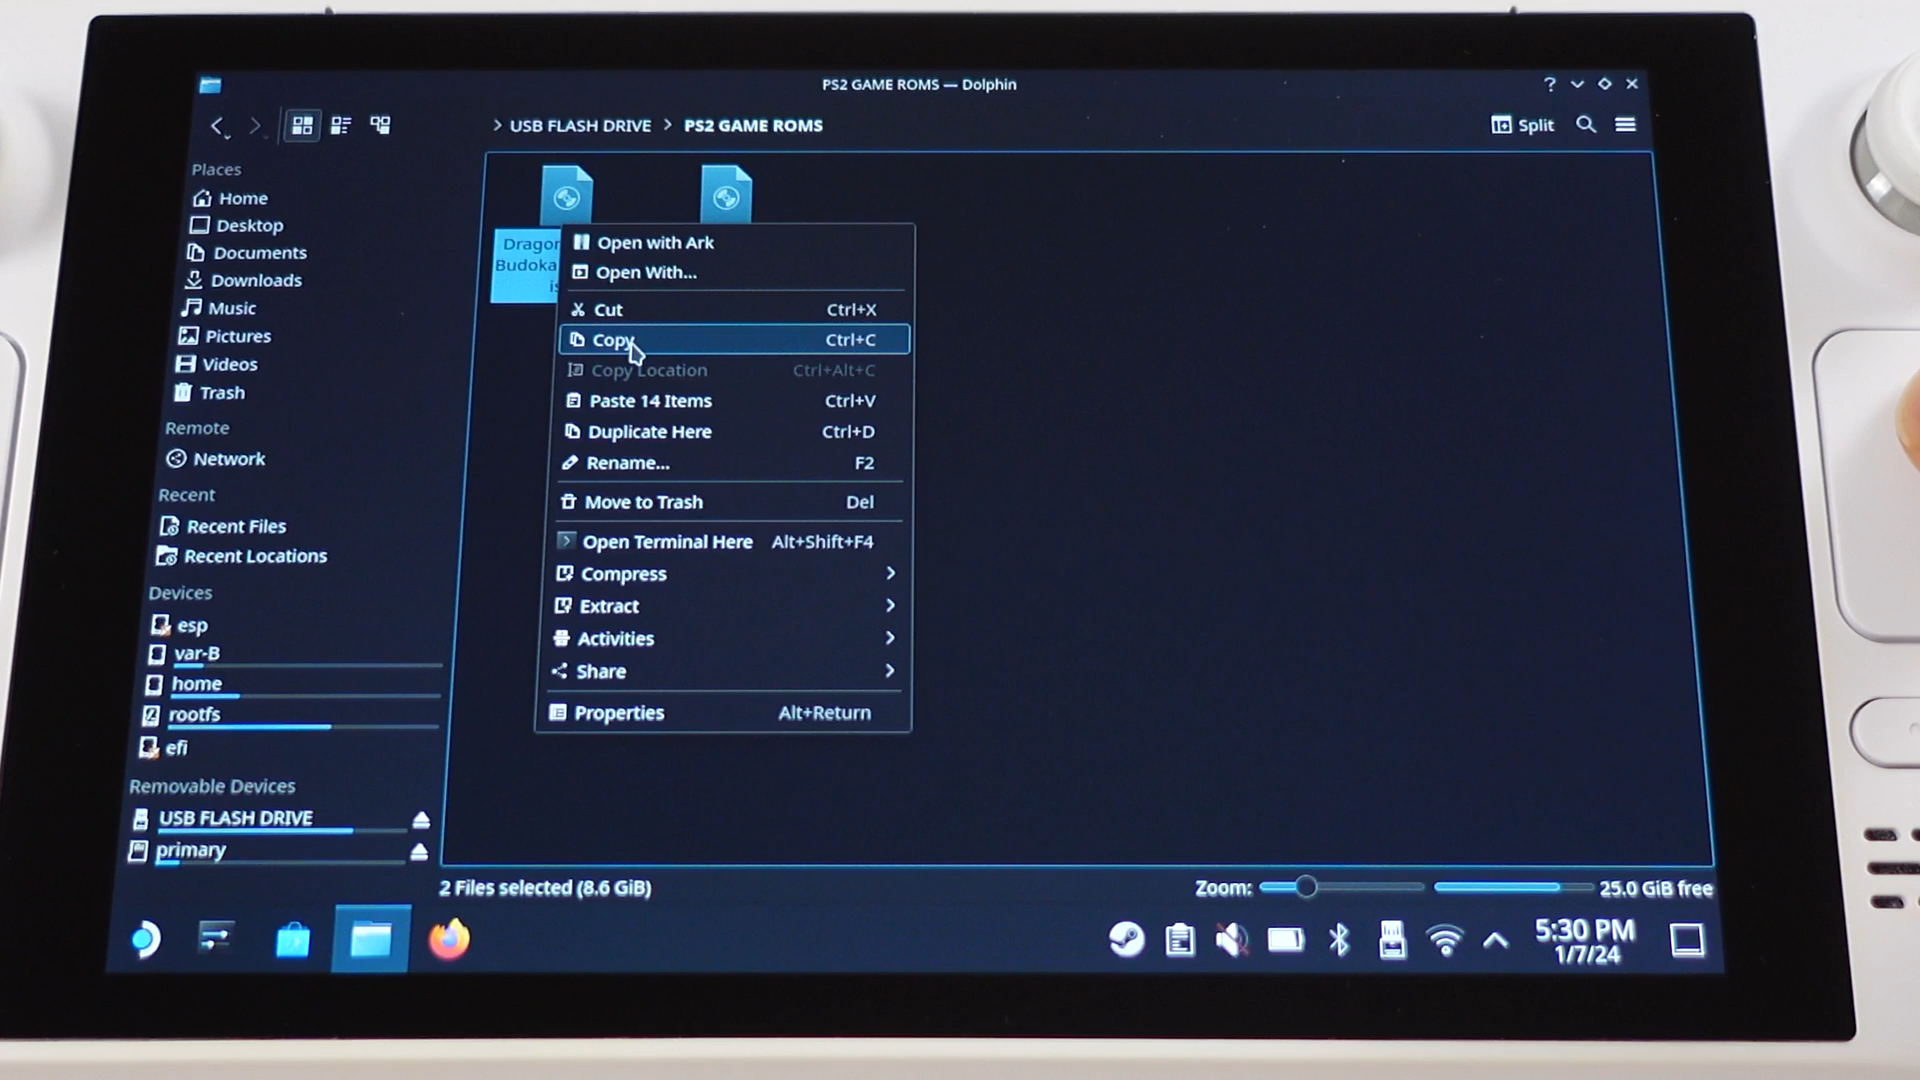 PS2 GAME ROMS — Dolphin
> USB FLASH DRIVE > PS2 GAME ROMS
Split
Places
Home
Desktop
Documents
Downloads
Music
Pictures
Videos
Trash
Remote
Network
Recent
Recent Files
Recent Locations
Devices
esp
var-B
home
rootfs
efi
Removable Devices
USB FLASH DRIVE
primary
Dragon
Budoka
is
Open with Ark
Open With...
Cut Ctrl+X
Copy Ctrl+C
Copy Location Ctrl+Alt+C
Paste 14 Items Ctrl+V
Duplicate Here Ctrl+D
Rename... F2
Move to Trash Del
Open Terminal Here Alt+Shift+F4
Compress
Extract
Activities
Share
Properties Alt+Return
2 Files selected (8.6 GiB)
Zoom:
25.0 GiB free
5:30 PM
1/7/24